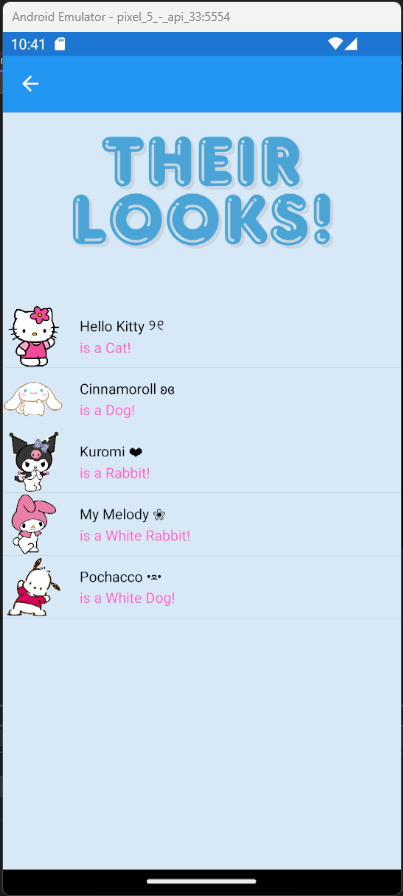 Android Emulator - pixel_5_-_api_33:5554
10:41
THEIR
LOOKS!
Hello Kitty ୨୧
is a Cat!
Cinnamoroll ʚɞ
is a Dog!
Kuromi ❤
is a Rabbit!
My Melody ❀
is a White Rabbit!
Pochacco •ﻌ•
is a White Dog!